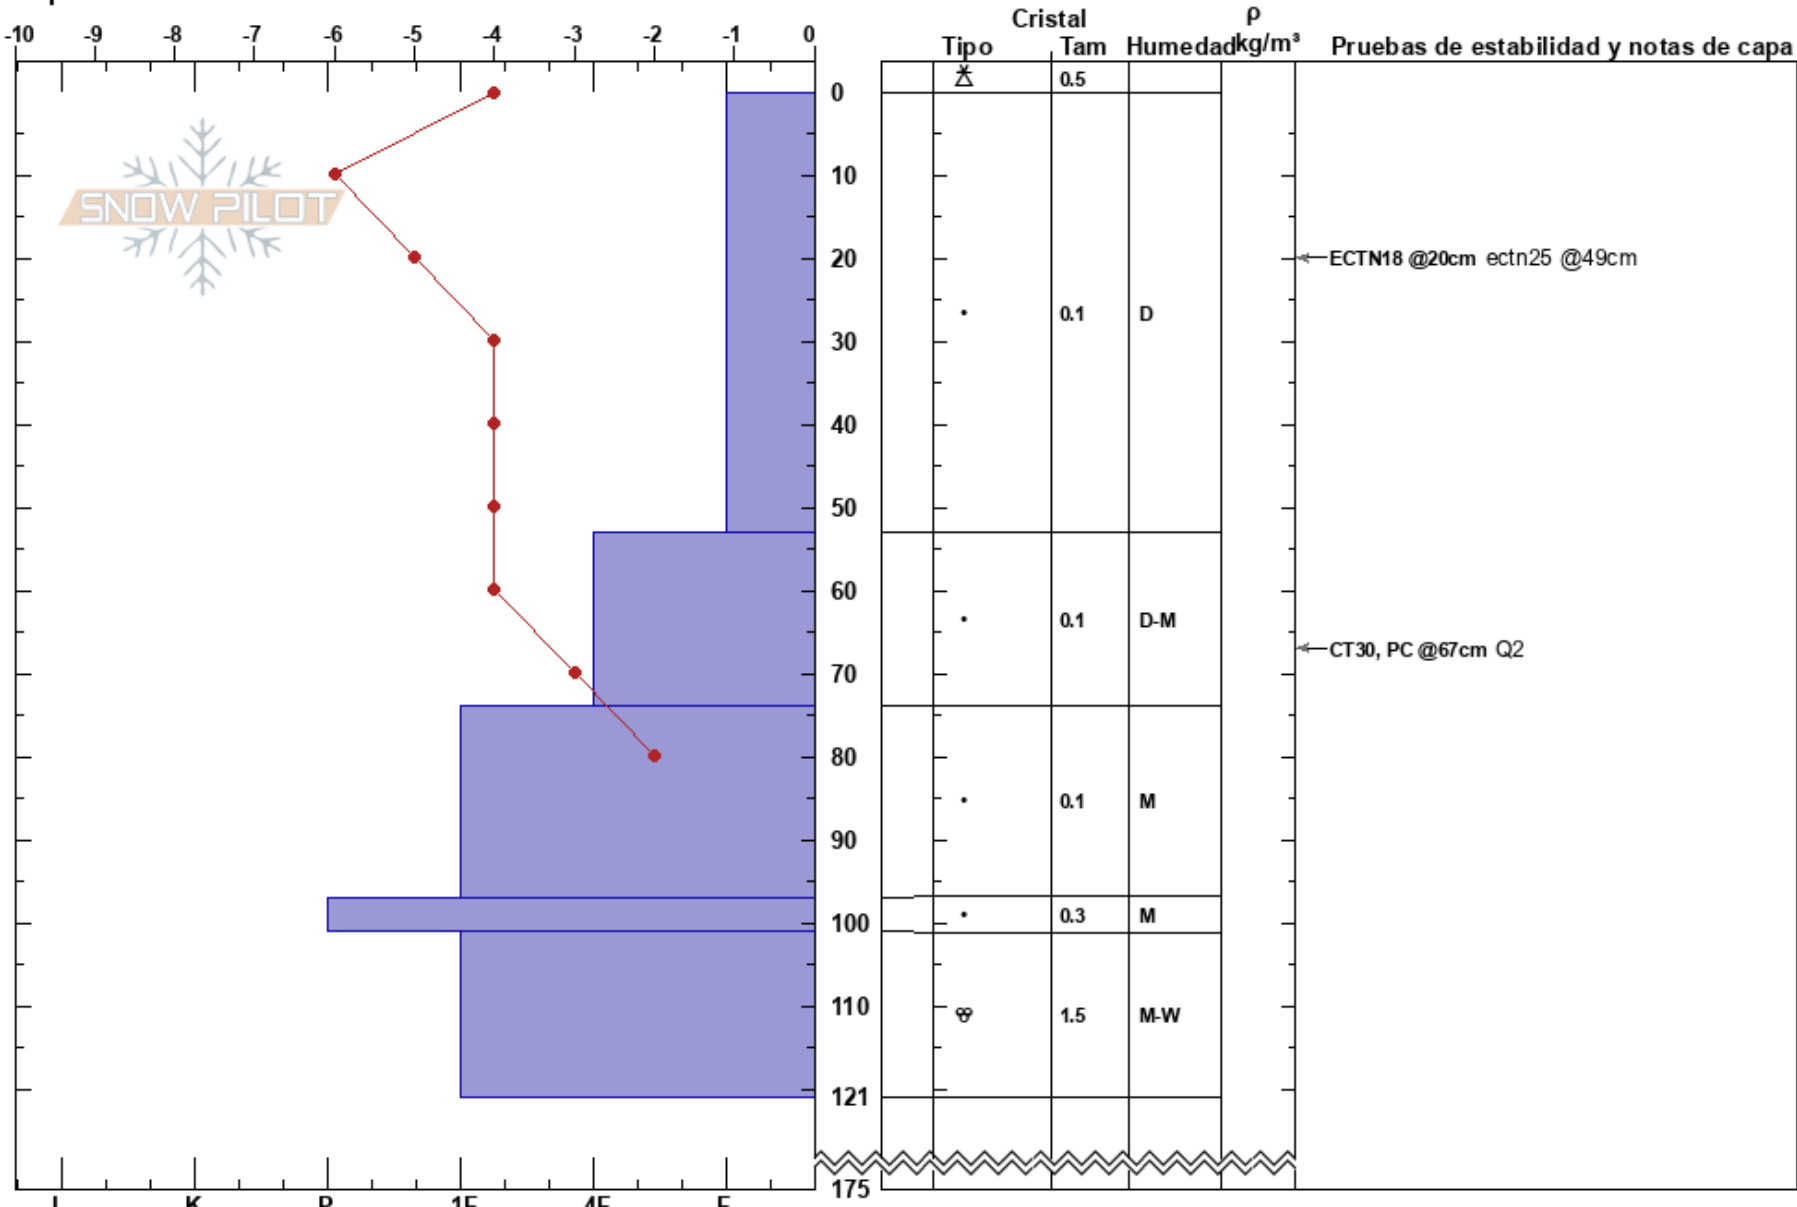 Cristal ρ
-10 -9 -8 -7 -6 -5 -4 -3 -2 -1 0 Tipo Tam Humedad kg/m³ Pruebas de estabilidad y notas de capa
0.5
0
10
SNOW PILOT
20 ECTN18 @20cm ectn25 @49cm
0.1 D
30
40
50
60
0.1 D-M
CT30, PC @67cm Q2
70
80
0.1 M
90
0.3 M
100
110
1.5 M-W
121
175